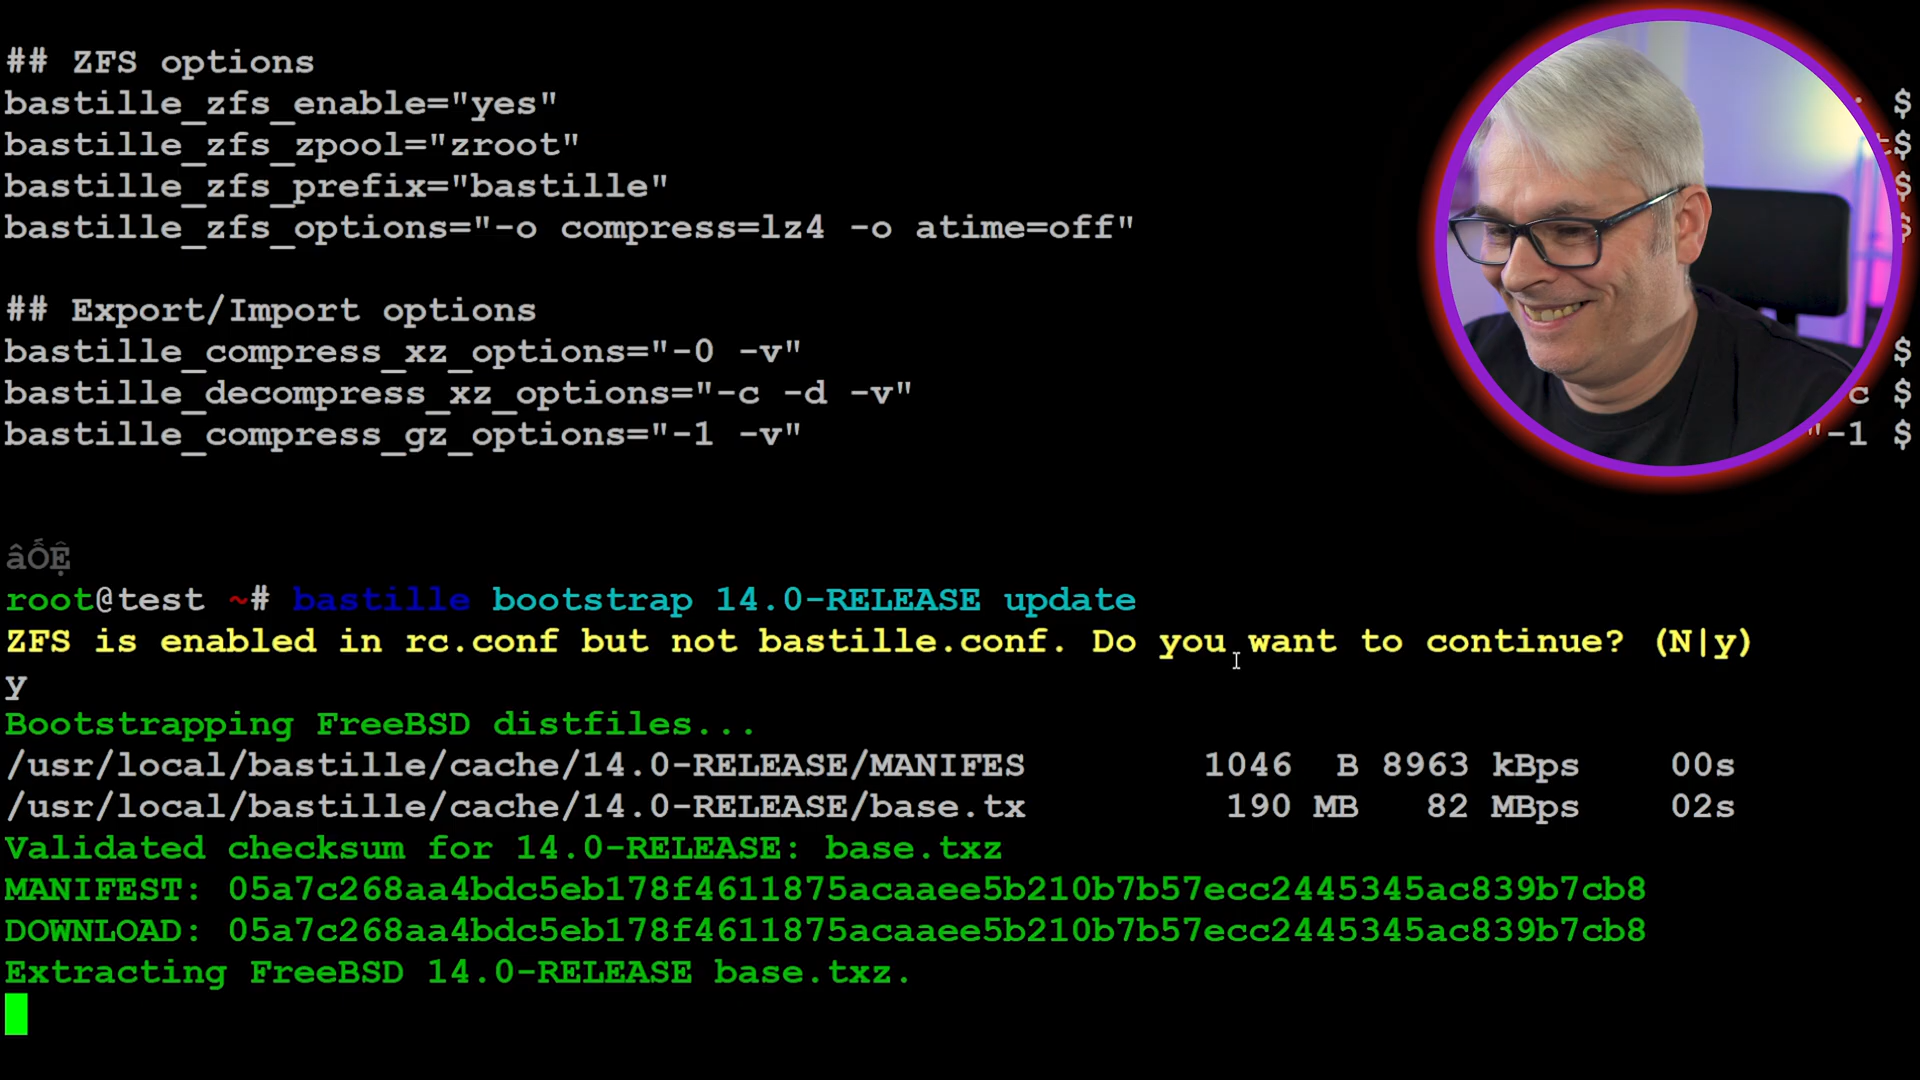 ## ZFS options
bastille_zfs_enable="yes" $
bastille_zfs_zpool="zroot" t$
bastille_zfs_prefix="bastille" $
bastille_zfs_options="-o compress=lz4 -o atime=off" $
## Export/Import options
bastille_compress_xz_options="-0 -v" $
bastille_decompress_xz_options="-c -d -v" c $
bastille_compress_gz_options="-1 -v" "-1 $
âỐỆ
root@test ~# bastille bootstrap 14.0-RELEASE update
ZFS is enabled in rc.conf but not bastille.conf. Do you want to continue? (N|y)
y
Bootstrapping FreeBSD distfiles...
/usr/local/bastille/cache/14.0-RELEASE/MANIFES 1046 B 8963 kBps 00s
/usr/local/bastille/cache/14.0-RELEASE/base.tx 190 MB 82 MBps 02s
Validated checksum for 14.0-RELEASE: base.txz
MANIFEST: 05a7c268aa4bdc5eb178f4611875acaaee5b210b7b57ecc2445345ac839b7cb8
DOWNLOAD: 05a7c268aa4bdc5eb178f4611875acaaee5b210b7b57ecc2445345ac839b7cb8
Extracting FreeBSD 14.0-RELEASE base.txz.